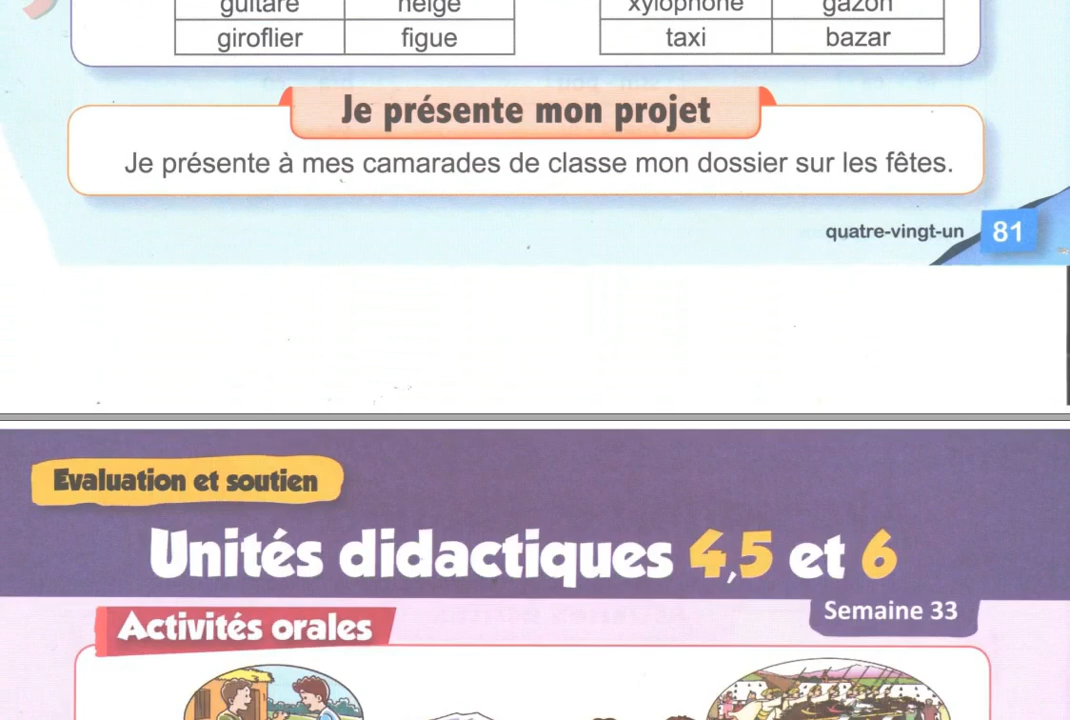 guitare neige xylophone gazon
giroflier figue taxi bazar
Je présente mon projet
Je présente à mes camarades de classe mon dossier sur les fêtes.
quatre-vingt-un 81
Evaluation et soutien
Unités didactiques 4,5 et 6
Semaine 33
Activités orales